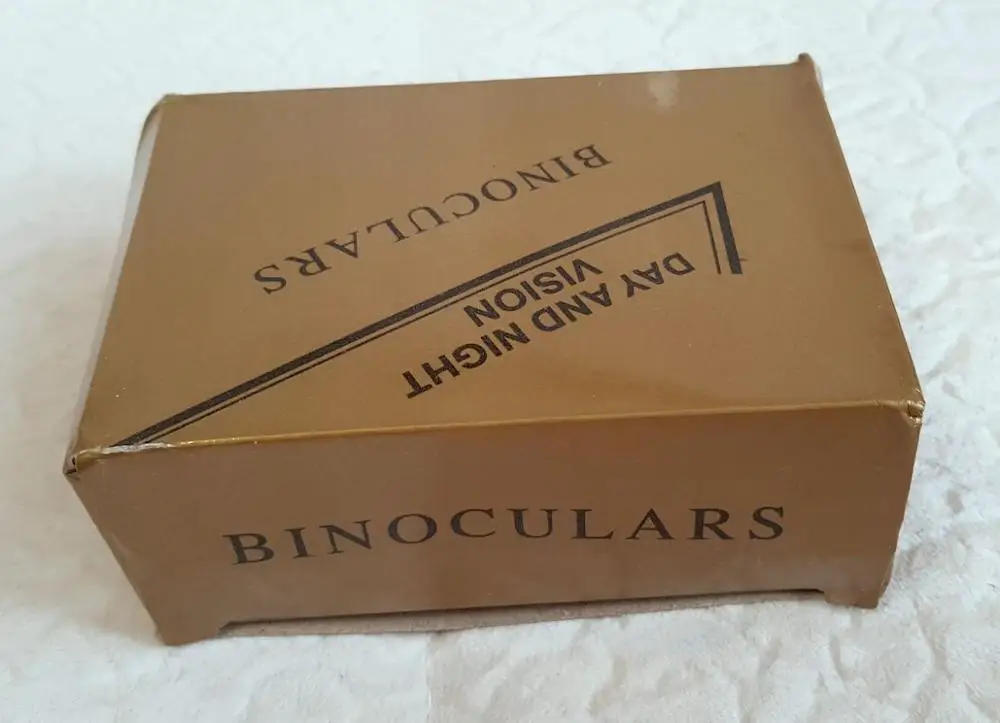 BINOCULARS
DAY AND NIGHT
VISION
BINOCULARS